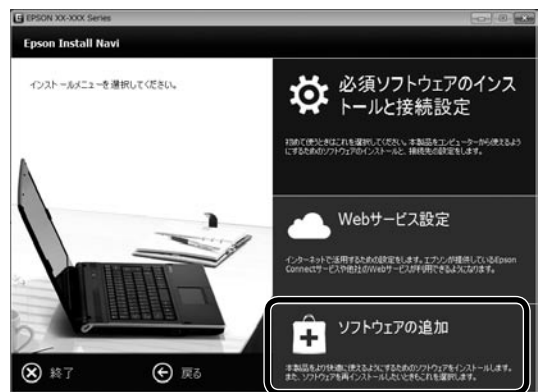 EPSON XX-XXX Series
Epson Install Navi
インストールメニューを選択してください。
必須ソフトウェアのインス
トールと接続設定
初めて使うときはこれを選択してください。本製品をコンピューターから使えるよう
にするためのソフトウェアのインストールと、接続先の設定をします。
Webサービス設定
インターネットで活用するための設定をします。エプソンが提供しているEpson
Connectサービスや他社のWebサービスが利用できるようになります。
ソフトウェアの追加
本製品をより快適に使えるようにするためのソフトウェアをインストールします。
また、ソフトウェアを再インストールしたいときもこれを選択します。
終了
戻る